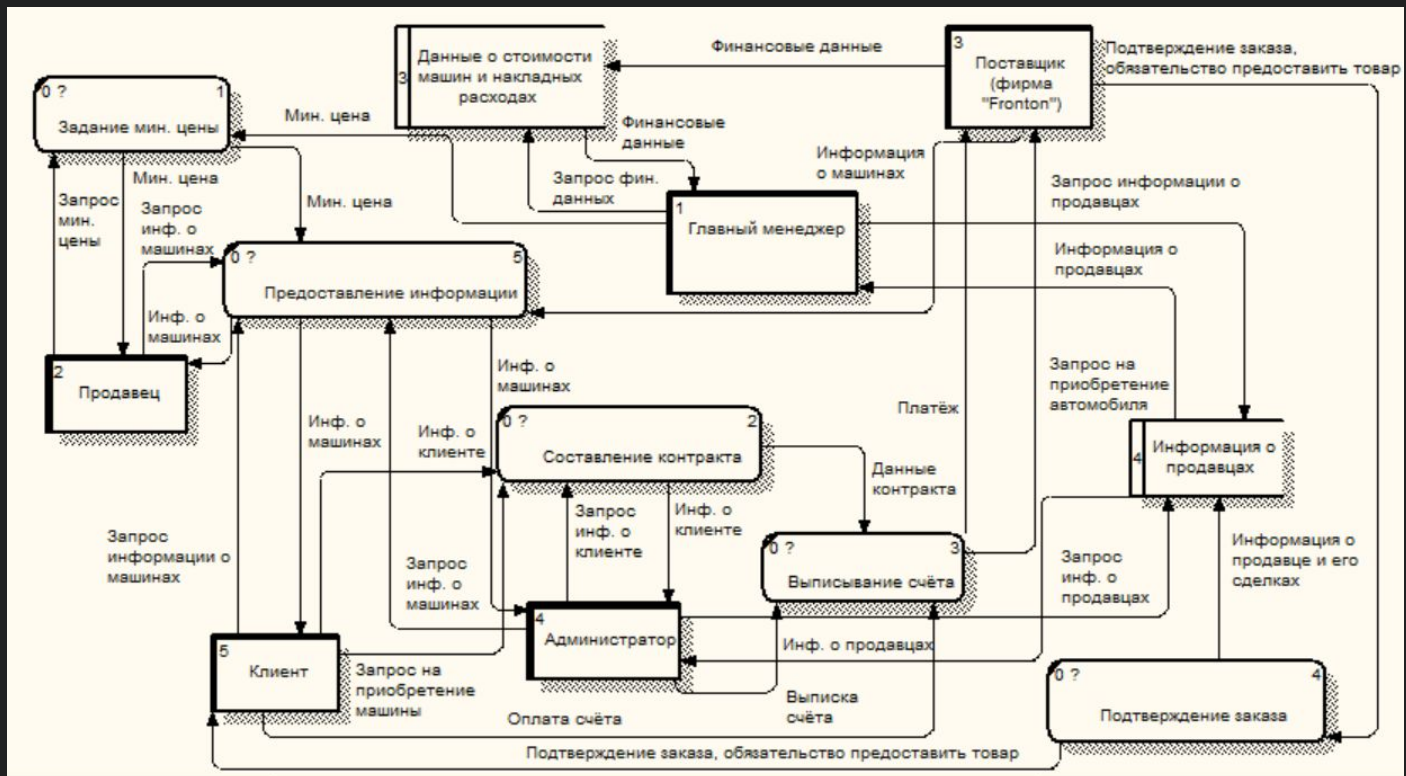 Данные о стоимости
машин и накладных
расходах
3
Финансовые данные
3
Поставщик
(фирма
"Fronton")
Подтверждение заказа,
обязательство предоставить товар
0 ?
1
Задание мин. цены
Мин. цена
Финансовые
данные
Информация
о машинах
Запрос
мин.
цены
Мин. цена
Запрос
инф. о
машинах
Мин. цена
Запрос фин.
данных
1
Главный менеджер
Запрос информации о
продавцах
Информация о
продавцах
0 ?
5
Предоставление информации
Инф. о
машинах
2
Продавец
Инф. о
машинах
Запрос на
приобретение
автомобиля
Платёж
Инф. о
машинах
Инф. о
клиенте
0 ?
2
Составление контракта
Данные
контракта
4
Информация о
продавцах
Запрос
информации о
машинах
Запрос
инф. о
клиенте
Инф. о
клиенте
0 ?
3
Выписывание счёта
Запрос
инф. о
продавцах
Информация о
продавце и его
сделках
Запрос
инф. о
машинах
4
Администратор
Инф. о продавцах
5
Клиент
Запрос на
приобретение
машины
Выписка
счёта
Оплата счёта
0 ?
4
Подтверждение заказа
Подтверждение заказа, обязательство предоставить товар